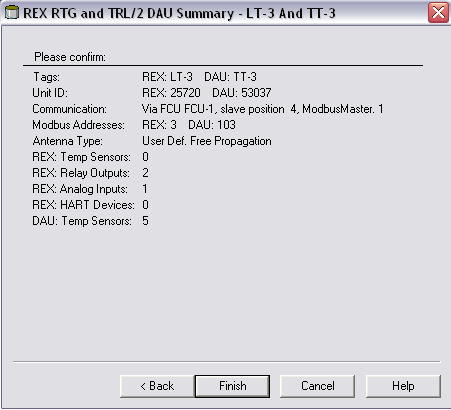 REX RTG and TRL/2 DAU Summary - LT-3 And TT-3
Please confirm:
Tags: REX: LT-3 DAU: TT-3
Unit ID: REX: 25720 DAU: 53037
Communication: Via FCU FCU-1, slave position 4, ModbusMaster. 1
Modbus Addresses: REX: 3 DAU: 103
Antenna Type: User Def. Free Propagation
REX: Temp Sensors: 0
REX: Relay Outputs: 2
REX: Analog Inputs: 1
REX: HART Devices: 0
DAU: Temp Sensors: 5
< Back Finish Cancel Help